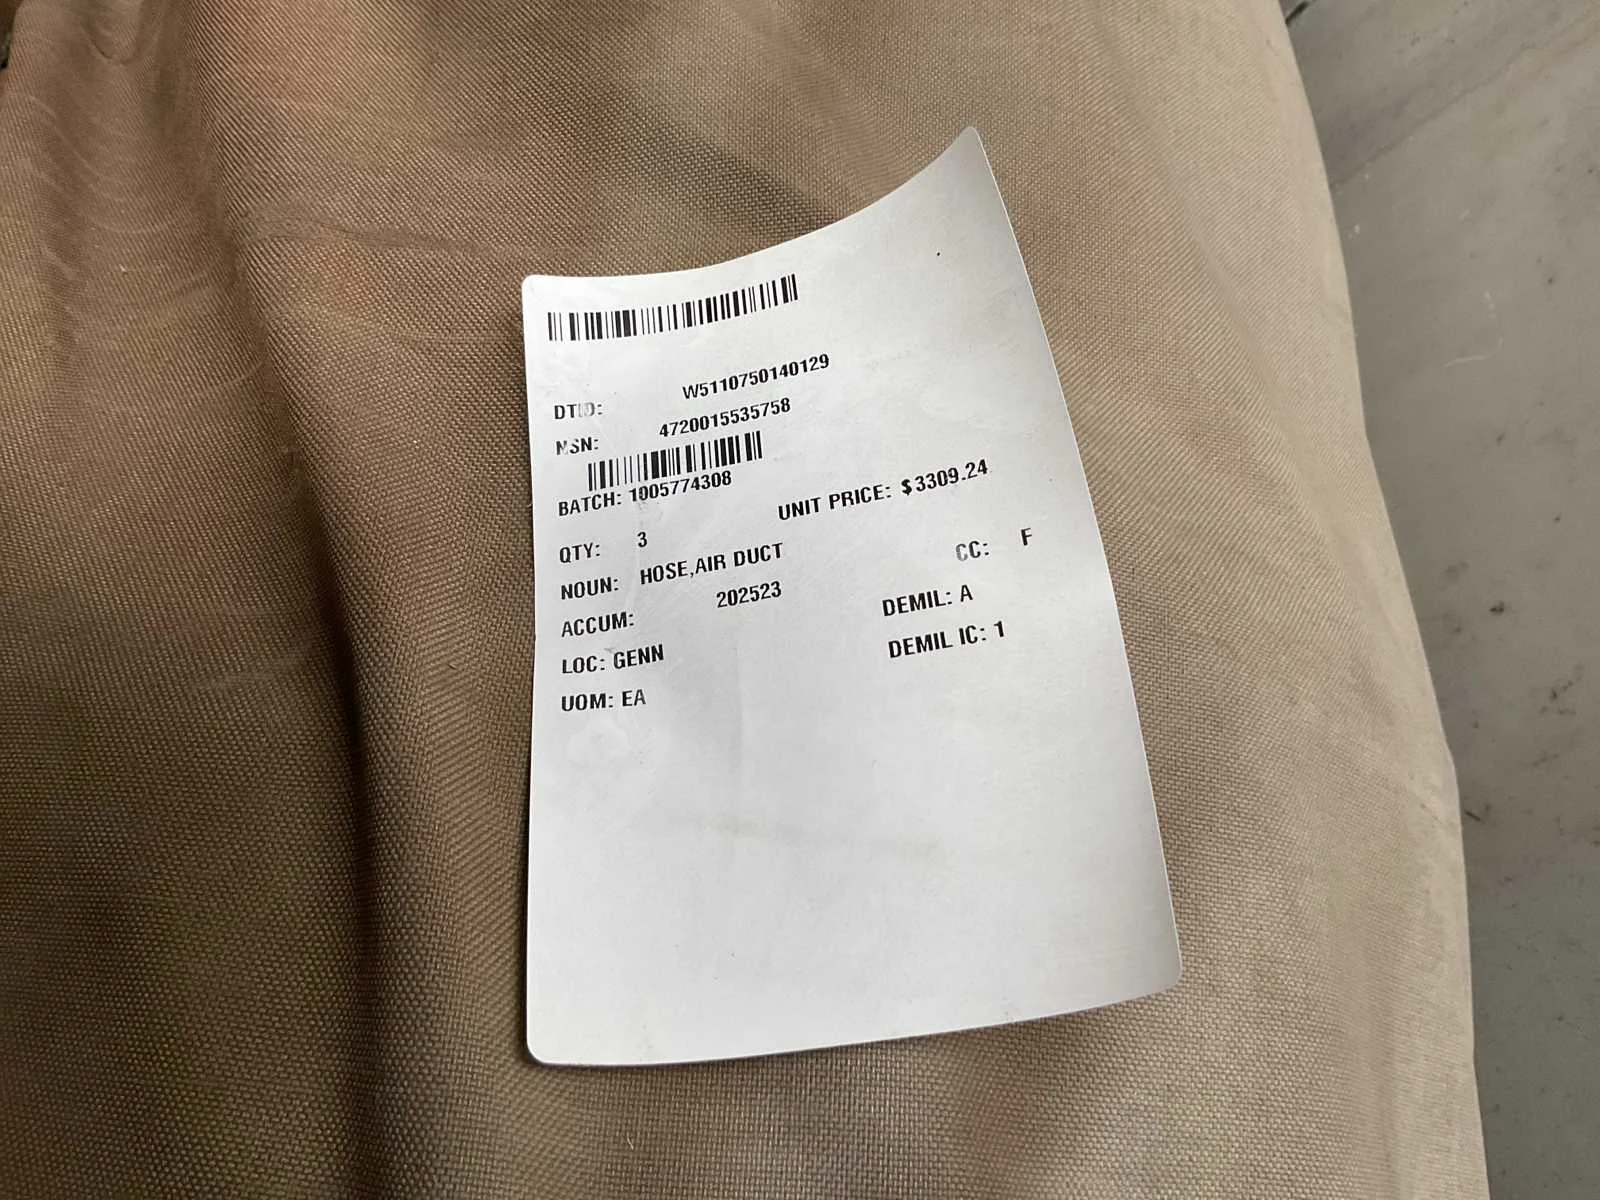 DTID: W5110750140129
NSN: 4720015535758
BATCH: 1005774308
UNIT PRICE: $3309.24
QTY: 3
NOUN: HOSE,AIR DUCT
CC: F
ACCUM: 202523
DEMIL: A
LOC: GENN
DEMIL IC: 1
UOM: EA